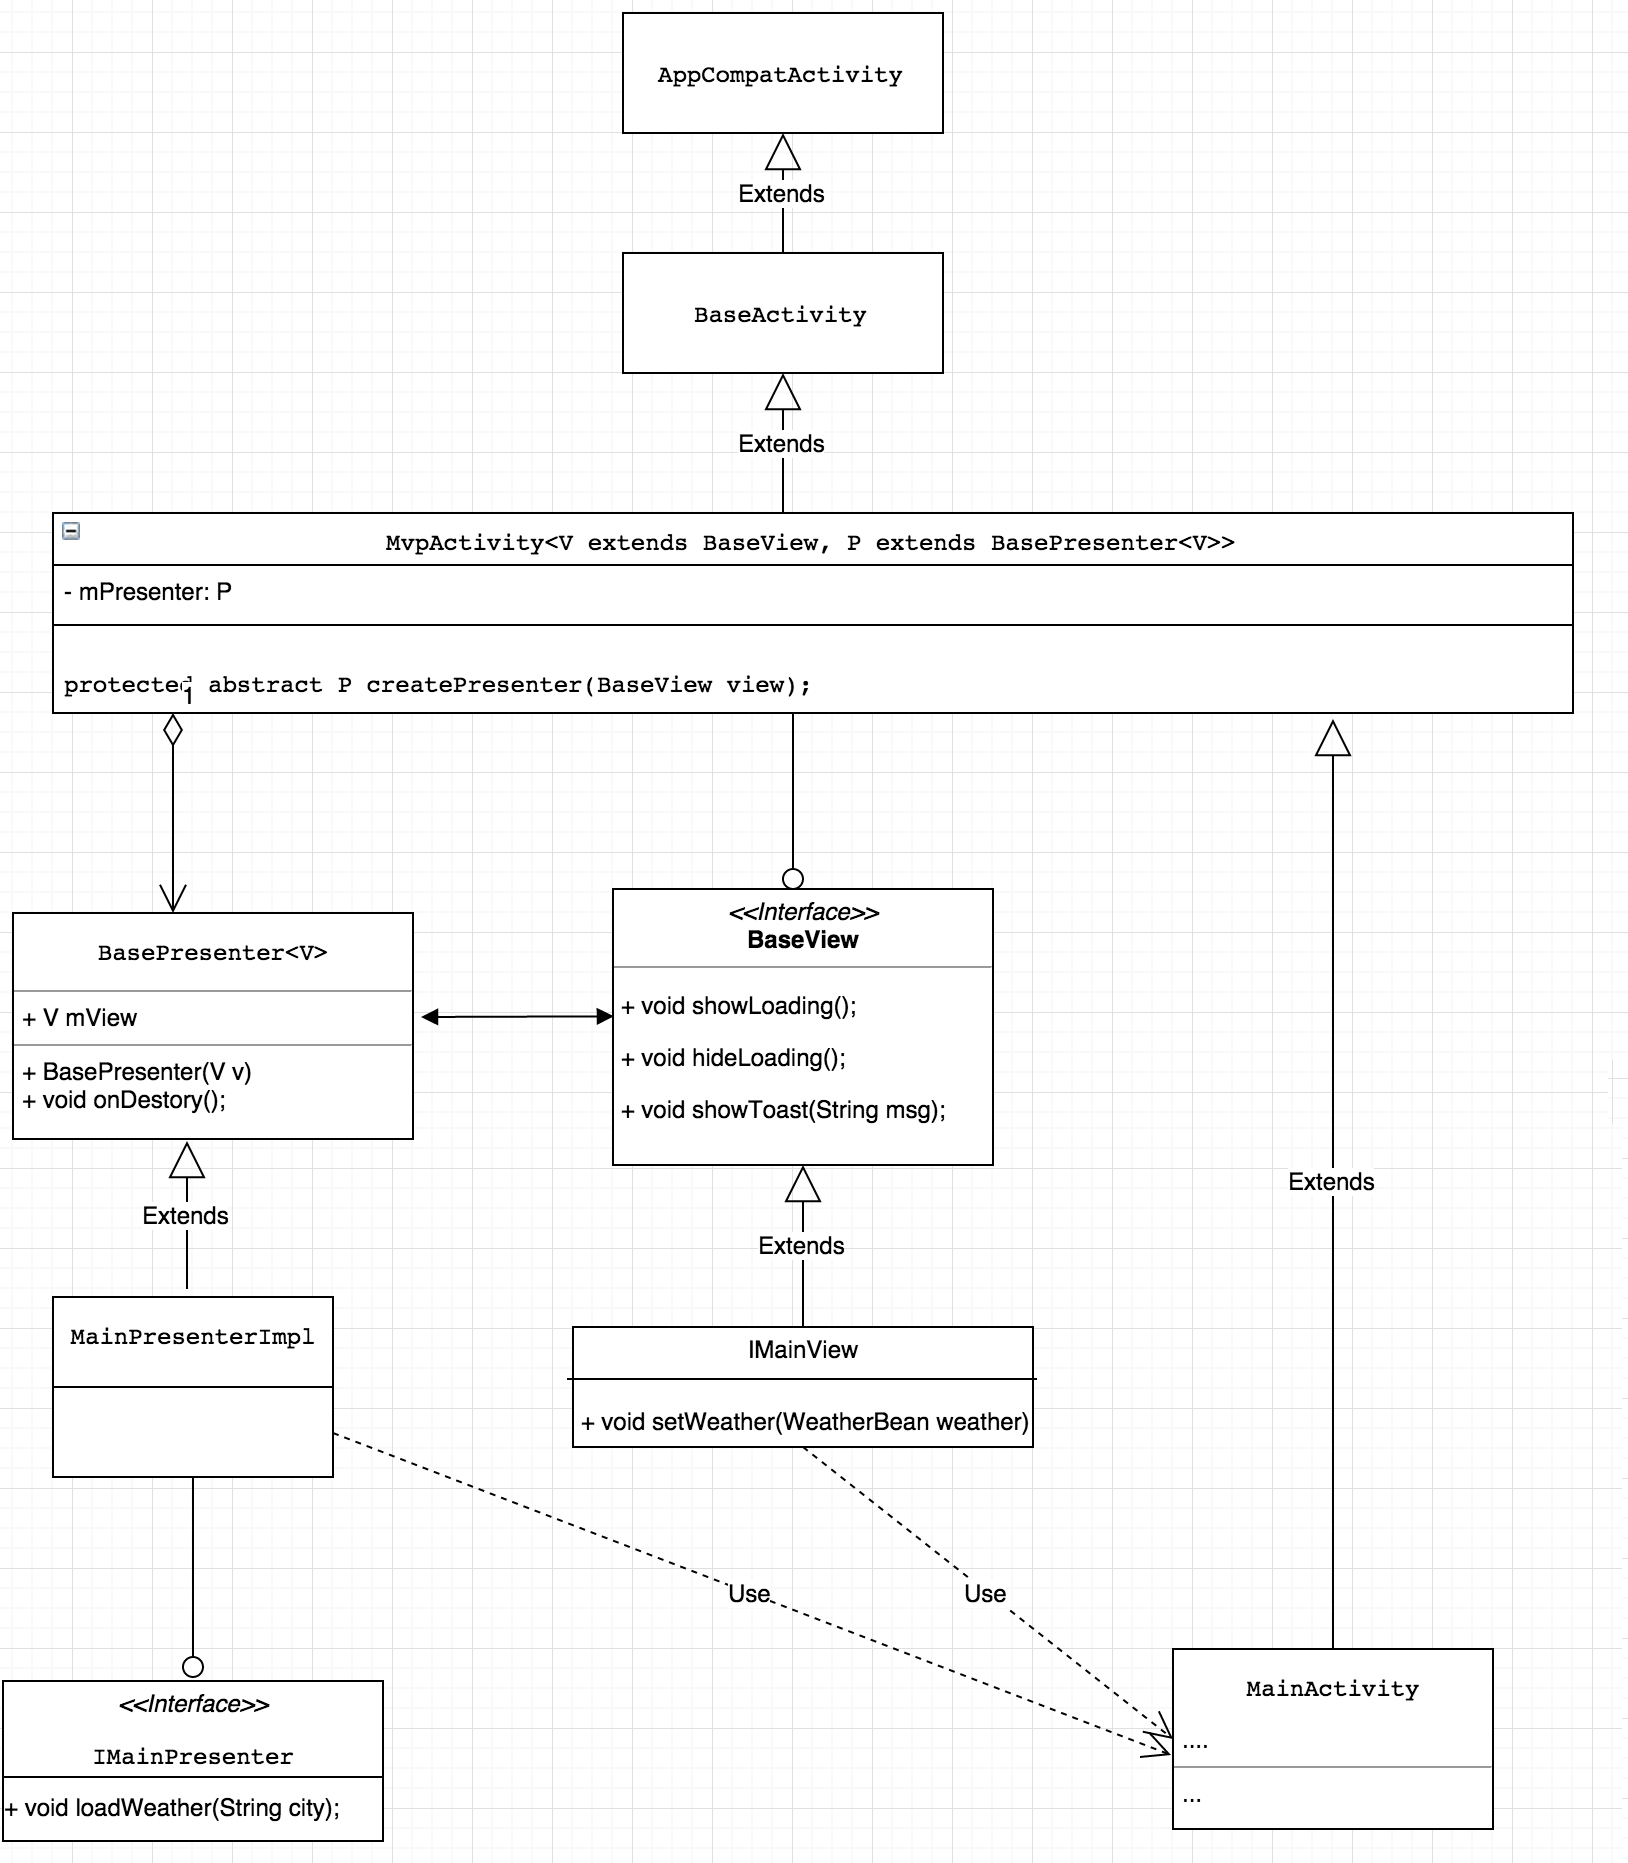 AppCompatActivity
Extends
BaseActivity
Extends
MvpActivity<V extends BaseView, P extends BasePresenter<V>>
- mPresenter: P
protected abstract P createPresenter(BaseView view);
1
BasePresenter<V>
+ V mView
+ BasePresenter(V v)
+ void onDestory();
<<Interface>>
BaseView
+ void showLoading();
+ void hideLoading();
+ void showToast(String msg);
Extends
Extends
Extends
MainPresenterImpl
IMainView
+ void setWeather(WeatherBean weather)
Use
Use
<<Interface>>
IMainPresenter
+ void loadWeather(String city);
MainActivity
....
...